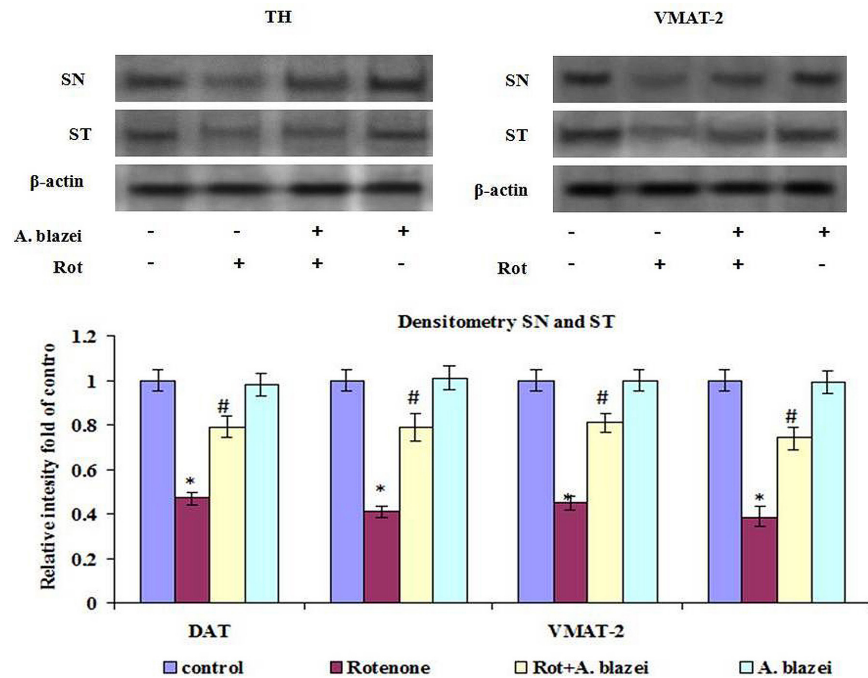 TH VMAT-2
SN SN
ST ST
β-actin β-actin
A. blazei - - + + - - + +
Rot - + + - Rot - + + -
Densitometry SN and ST
Relative intesity fold of contro
1.2
1
0.8
0.6
0.4
0.2
0
* # * # * # * #
DAT VMAT-2
control Rotenone Rot+A. blazei A. blazei